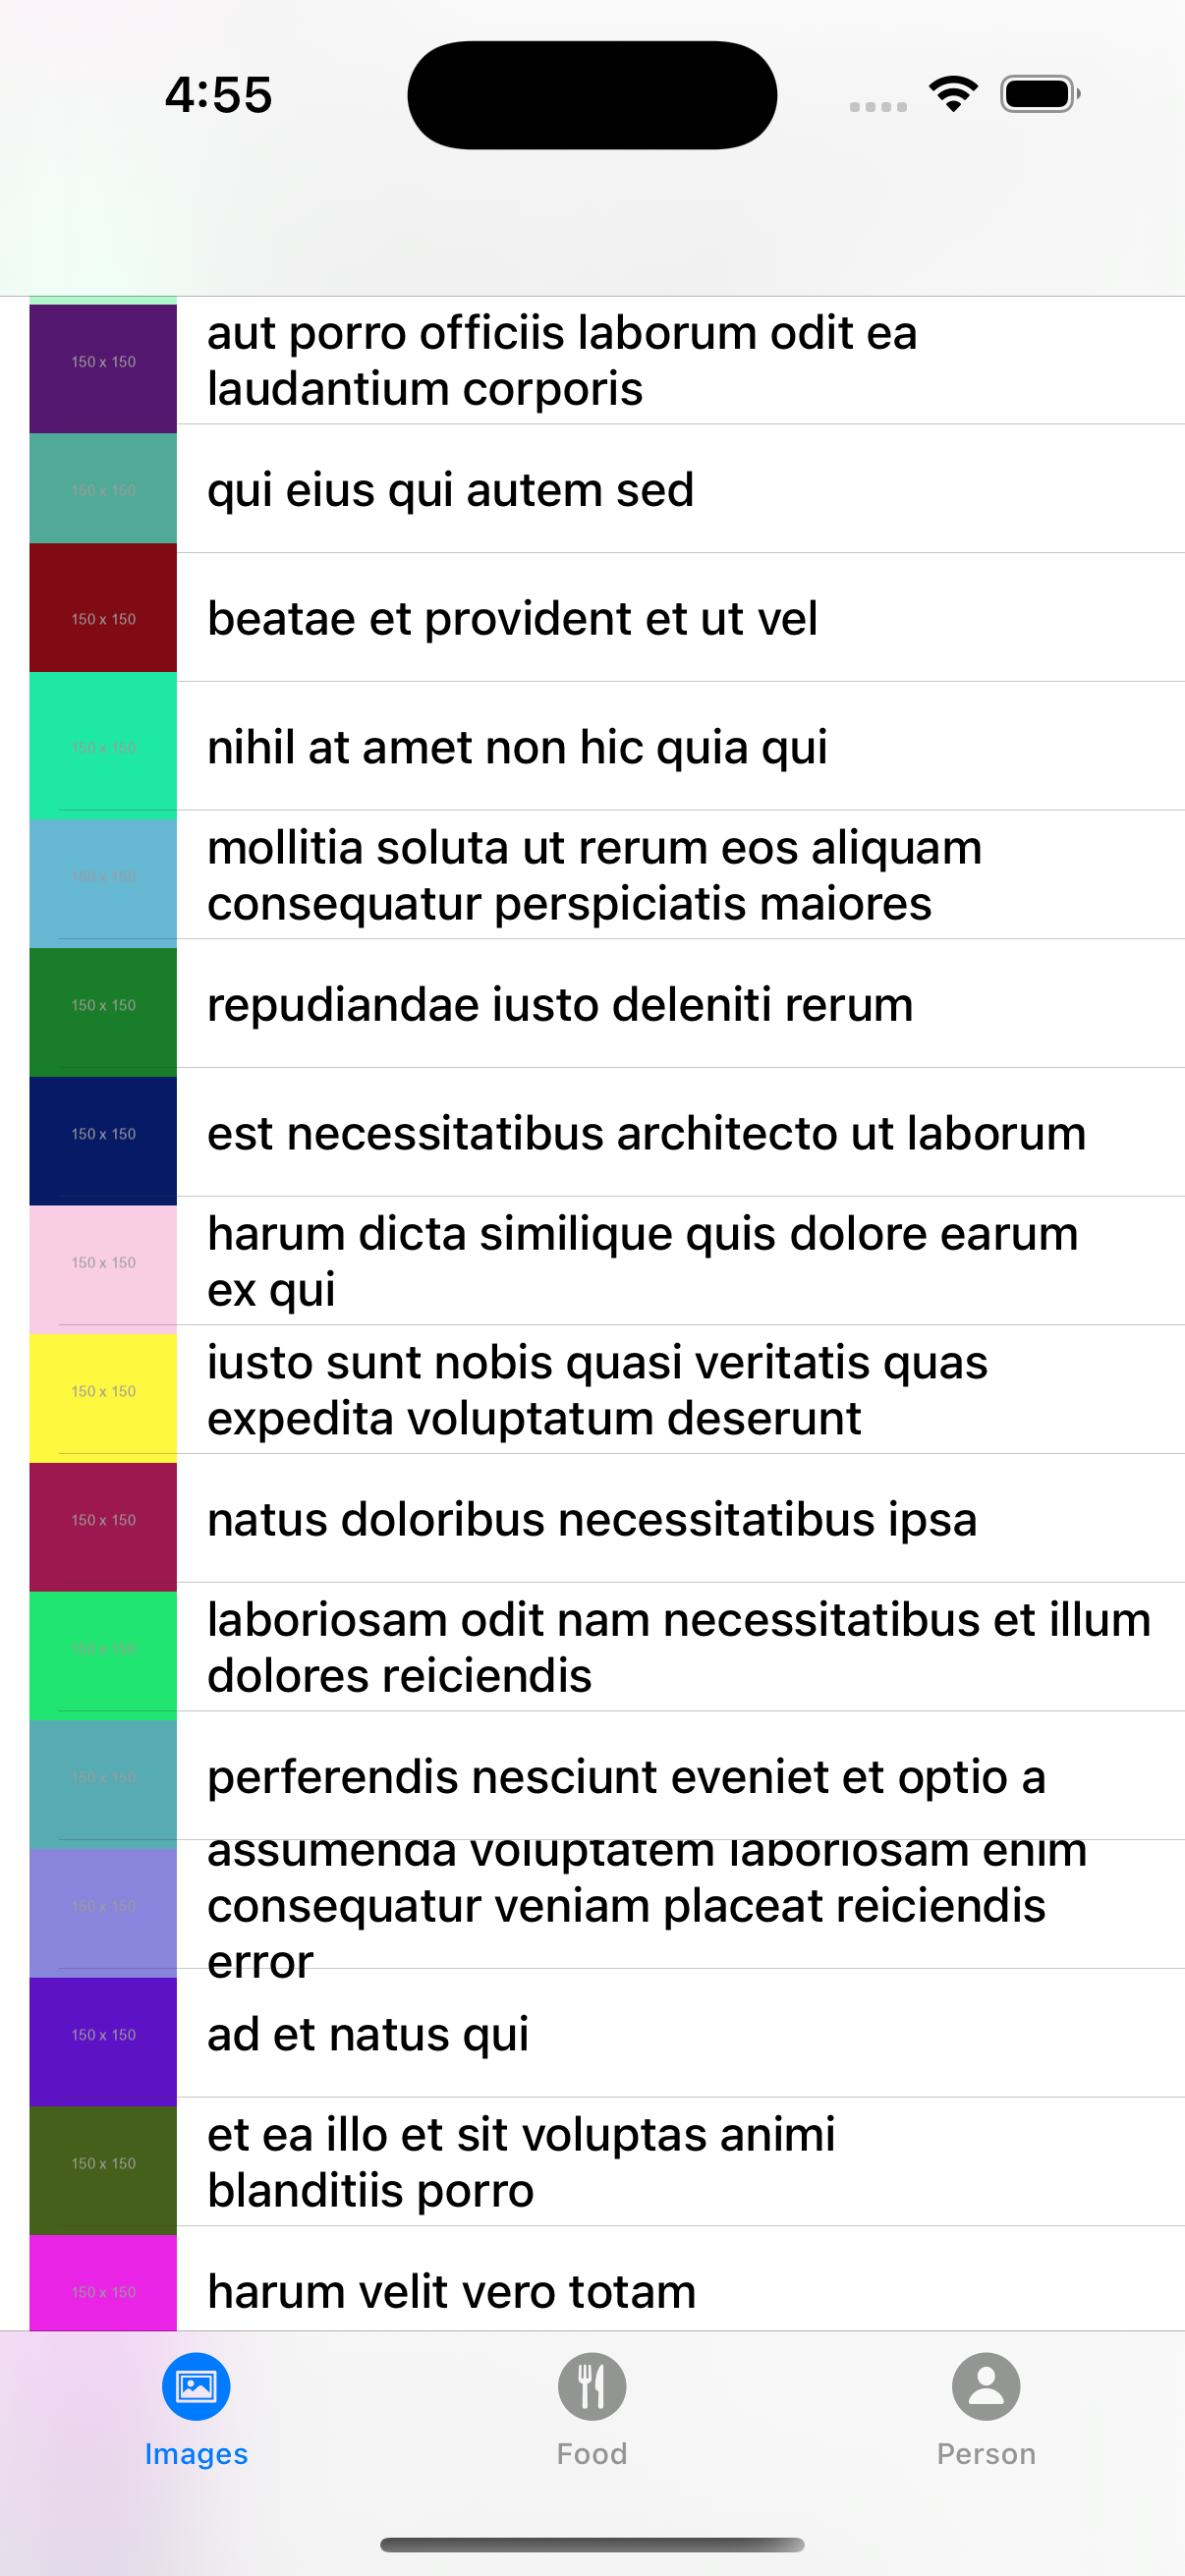 4:55
150 x 150
aut porro officiis laborum odit ea
laudantium corporis
150 x 150
qui eius qui autem sed
150 x 150
beatae et provident et ut vel
150 x 150
nihil at amet non hic quia qui
150 x 150
mollitia soluta ut rerum eos aliquam
consequatur perspiciatis maiores
150 x 150
repudiandae iusto deleniti rerum
150 x 150
est necessitatibus architecto ut laborum
150 x 150
harum dicta similique quis dolore earum
ex qui
150 x 150
iusto sunt nobis quasi veritatis quas
expedita voluptatum deserunt
150 x 150
natus doloribus necessitatibus ipsa
150 x 150
laboriosam odit nam necessitatibus et illum
dolores reiciendis
150 x 150
perferendis nesciunt eveniet et optio a
150 x 150
assumenda voluptatem laboriosam enim
consequatur veniam placeat reiciendis
error
150 x 150
ad et natus qui
150 x 150
et ea illo et sit voluptas animi
blanditiis porro
150 x 150
harum velit vero totam
Images
Food
Person